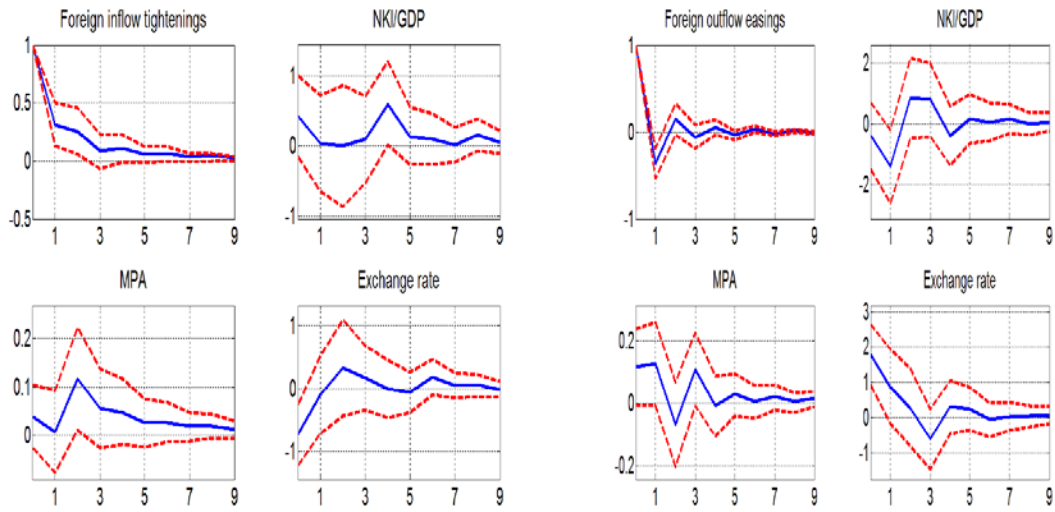 Foreign inflow tightenings
NKI/GDP
Foreign outflow easings
NKI/GDP
1
0.5
0
-0.5
1 3 5 7 9
1
0
-1
1 3 5 7 9
1
0
-1
1 3 5 7 9
2
0
-2
1 3 5 7 9
MPA
Exchange rate
MPA
Exchange rate
0.2
0.1
0
1 3 5 7 9
1
0
-1
1 3 5 7 9
0.2
0
-0.2
1 3 5 7 9
3
2
1
0
-1
1 3 5 7 9